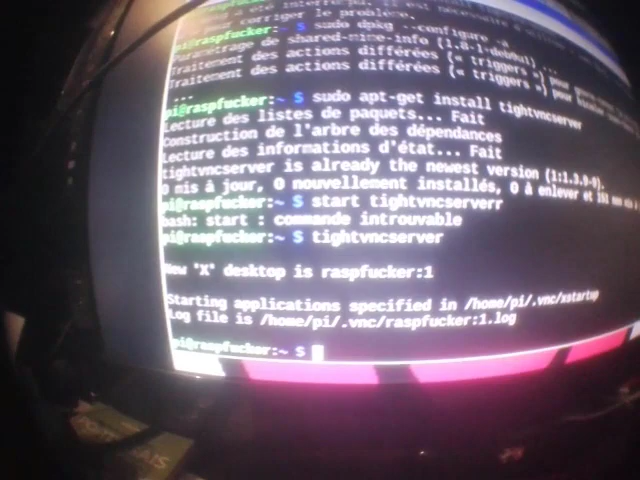 corriger le problème.
pi@raspfucker:~ $ sudo dpkg --configure -a
Paramétrage de shared-mime-info (1.8-1+deb9u1) ...
Traitement des actions différées (« triggers »)
Traitement des actions différées (« triggers ») pour
...
pi@raspfucker:~ $ sudo apt-get install tightvncserver
Lecture des listes de paquets... Fait
Construction de l'arbre des dépendances
Lecture des informations d'état... Fait
tightvncserver is already the newest version (1:1.3.9-9).
0 mis à jour, 0 nouvellement installés, 0 à enlever et
pi@raspfucker:~ $ start tightvncserverr
bash: start : commande introuvable
pi@raspfucker:~ $ tightvncserver
New 'X' desktop is raspfucker:1
Starting applications specified in /home/pi/.vnc/xstartup
Log file is /home/pi/.vnc/raspfucker:1.log
pi@raspfucker:~ $